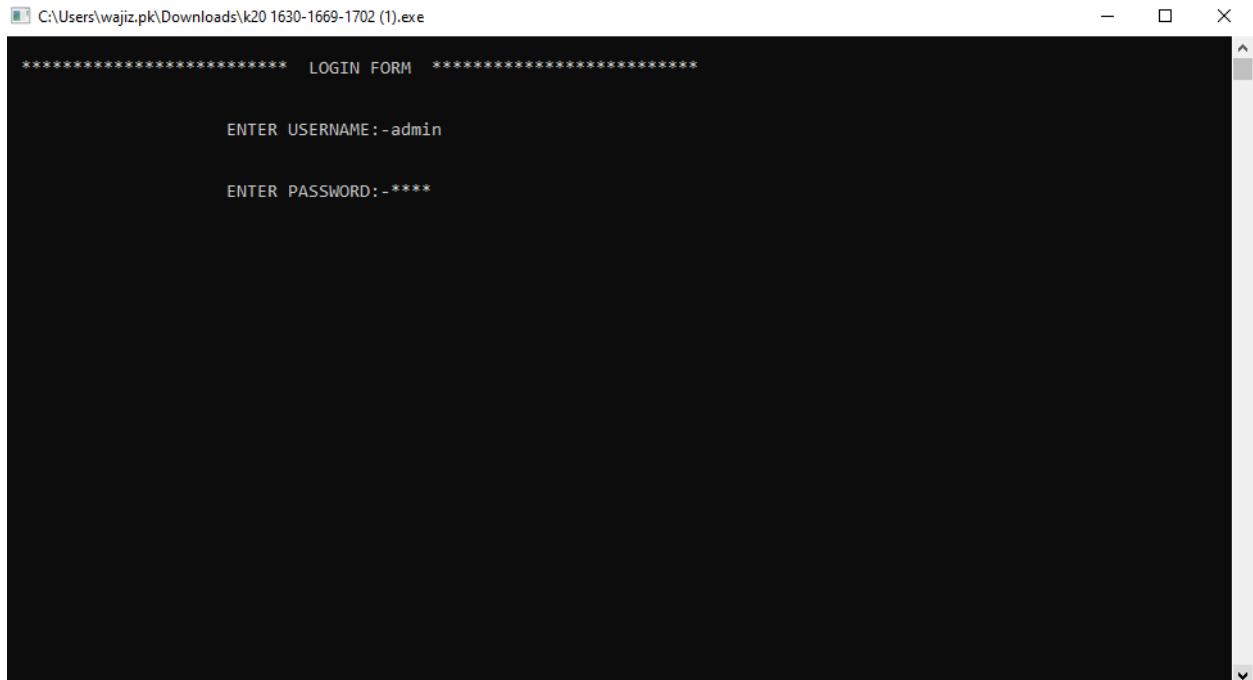 C:\Users\wajiz.pk\Downloads\k20 1630-1669-1702 (1).exe
************************** LOGIN FORM **************************
ENTER USERNAME:-admin
ENTER PASSWORD:-****